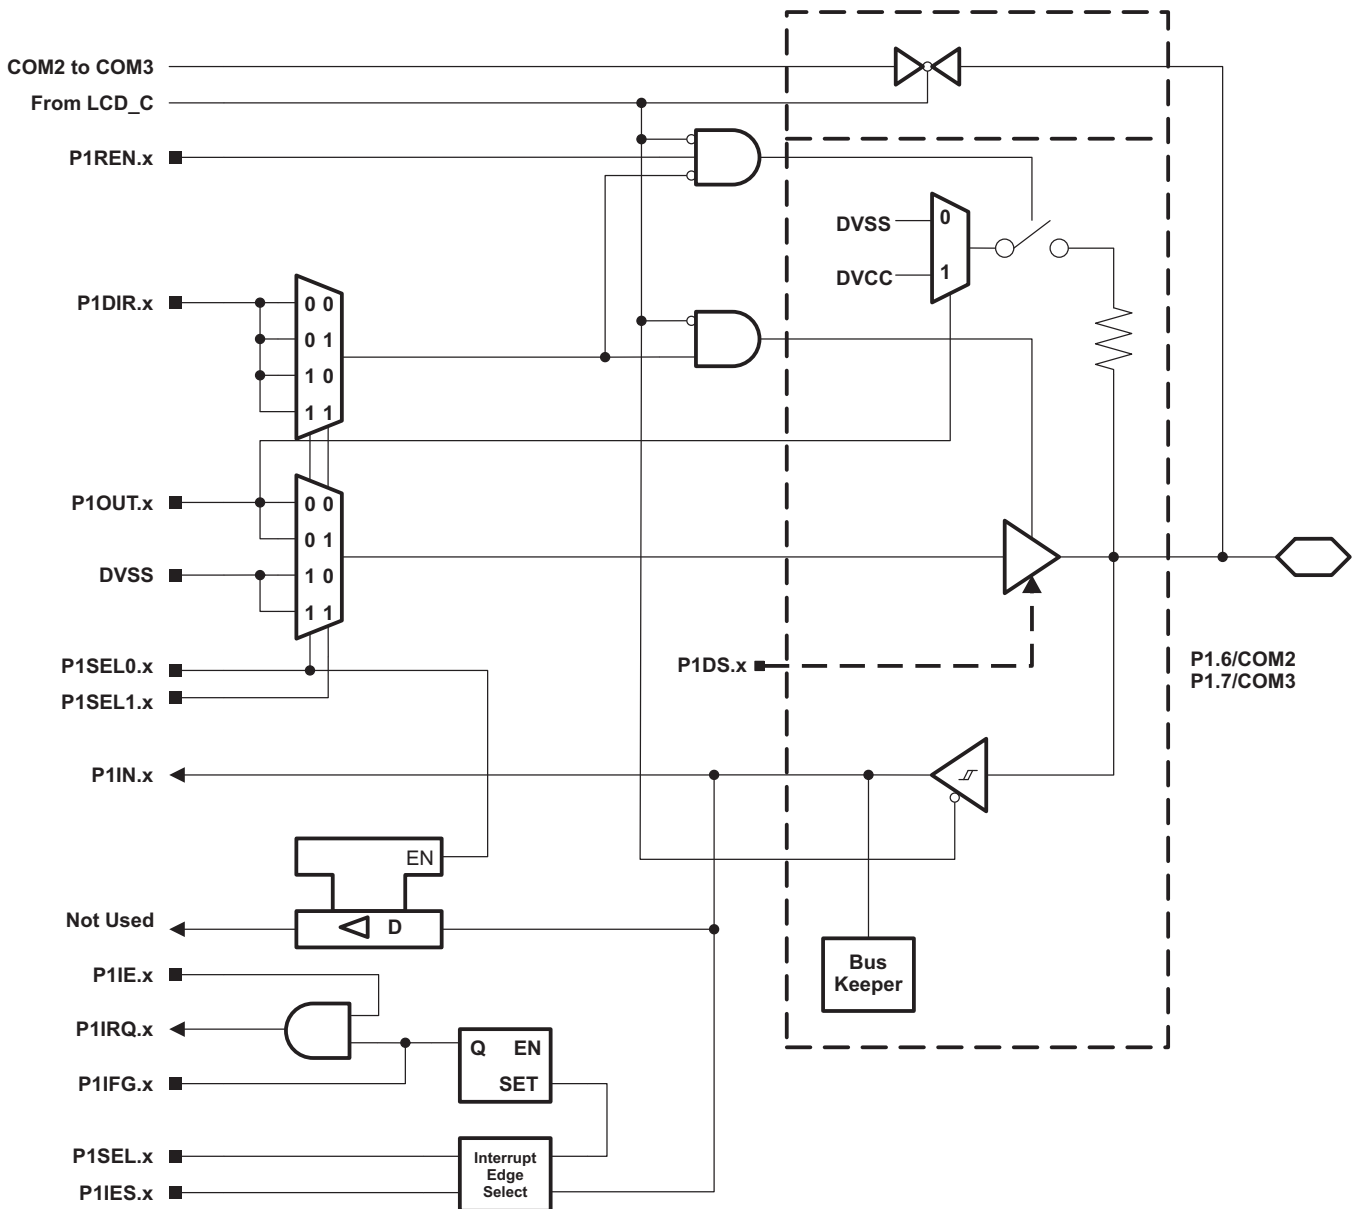 COM2 to COM3
From LCD_C
P1REN.x
DVSS
0
DVCC
1
P1DIR.x
0 0
0 1
1 0
1 1
P1OUT.x
0 0
0 1
DVSS
1 0
1 1
P1SEL0.x
P1SEL1.x
P1DS.x
P1.6/COM2
P1.7/COM3
P1IN.x
EN
Not Used
D
Bus
Keeper
P1IE.x
P1IRQ.x
Q EN
P1IFG.x
SET
P1SEL.x
P1IES.x
Interrupt
Edge
Select